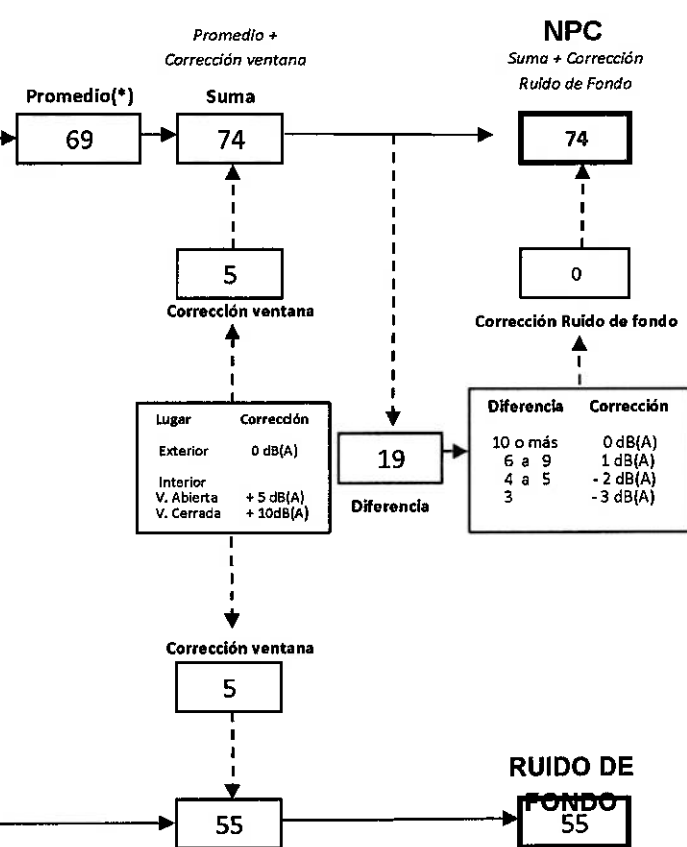 NPC
Promedio +
Corrección ventana
Suma + Corrección
Ruido de Fondo
Promedio(*)
Suma
69
74
74
5
0
Corrección ventana
Corrección Ruido de fondo
Lugar Corrección
Exterior 0 dB(A)
Interior
V. Abierta + 5 dB(A)
V. Cerrada + 10dB(A)
19
Diferencia
Diferencia Corrección
10 o más 0 dB(A)
6 a 9 1 dB(A)
4 a 5 - 2 dB(A)
3 - 3 dB(A)
Corrección ventana
5
RUIDO DE
FONDO
55
55